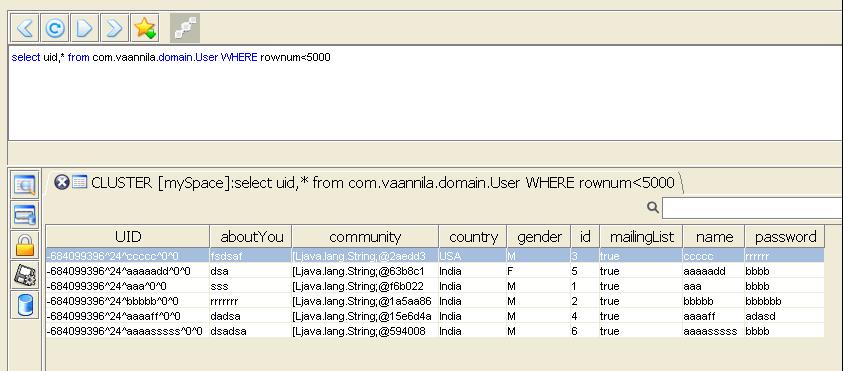 select uid,* from com.vaannila.domain.User WHERE rownum<5000
CLUSTER [mySpace]:select uid,* from com.vaannila.domain.User WHERE rownum<5000
UID aboutYou community country gender id mailingList name password
-684099396^24^ccccc^0^0 fsdsaf [Ljava.lang.String;@2aedd3 USA M 3 true ccccc rrrrrr
-684099396^24^aaaaadd^0^0 dsa [Ljava.lang.String;@63b8c1 India F 5 true aaaaadd bbbb
-684099396^24^aaa^0^0 sss [Ljava.lang.String;@f6b022 India M 1 true aaa bbbb
-684099396^24^bbbbb^0^0 rrrrrrr [Ljava.lang.String;@1a5aa86 India M 2 true bbbbb bbbbbb
-684099396^24^aaaaff^0^0 dadsa [Ljava.lang.String;@15e6d4a India M 4 true aaaaff adasd
-684099396^24^aaaasssss^0^0 dsadsa [Ljava.lang.String;@594008 India M 6 true aaaasssss bbbb